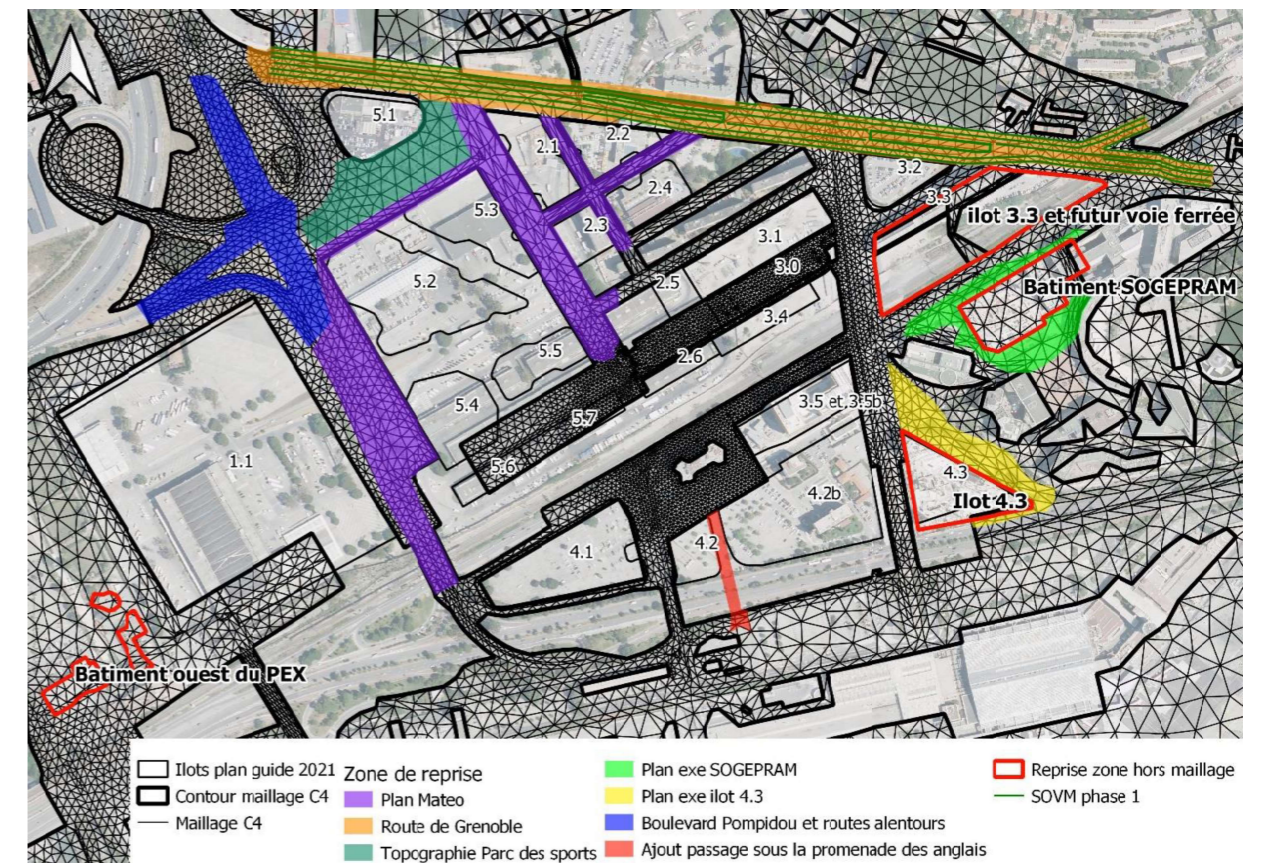 5.1
2.1
2.2
2.4
5.3
2.3
3.2
3.3
ilot 3.3 et futur voie ferrée
3.1
3.0
5.2
2.5
Batiment SOGEPRAM
3.4
5.5
2.6
5.4
5.7
3.5 et 3.5b
1.1
5.6
4.3
4.2b
Ilot 4.3
4.1
4.2
Batiment ouest du PEX
Ilots plan guide 2021
Contour maillage C4
Maillage C4
Zone de reprise
Plan Mateo
Route de Grenoble
Topographie Parc des sports
Plan exe SOGEPRAM
Plan exe ilot 4.3
Boulevard Pompidou et routes alentours
Ajout passage sous la promenade des anglais
Reprise zone hors maillage
SOVM phase 1